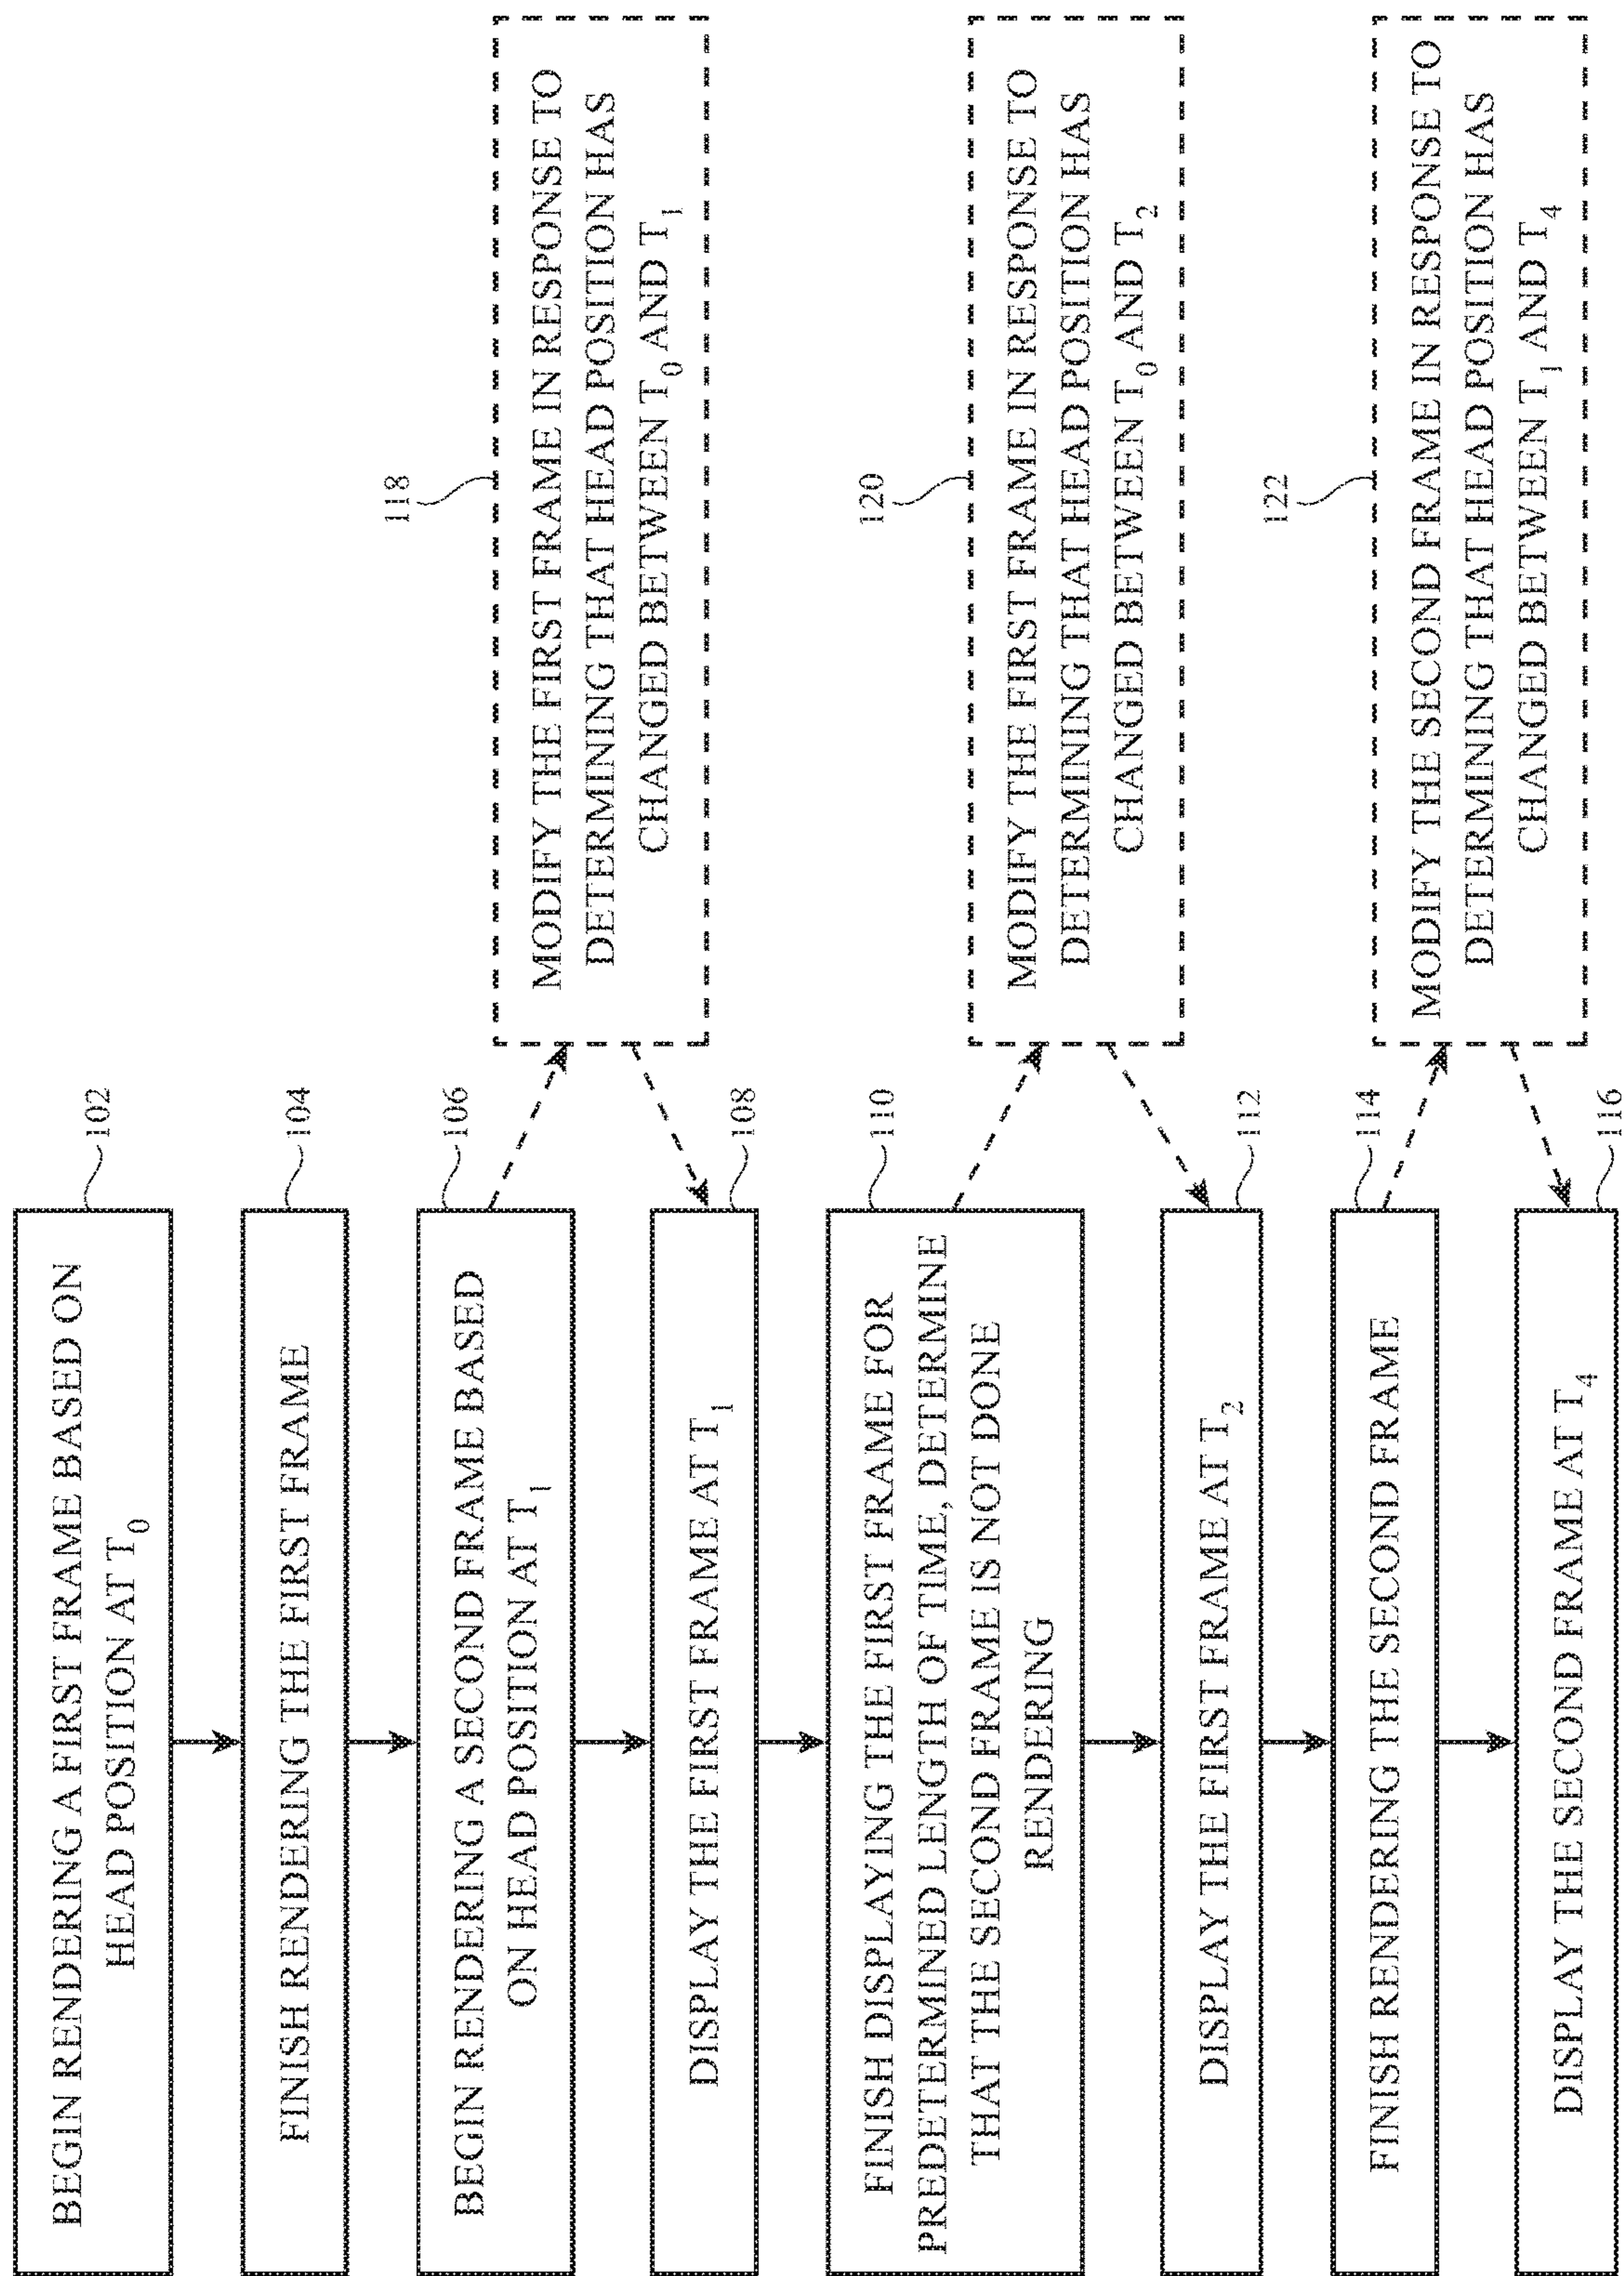 BEGIN RENDERING A FIRST FRAME BASED ON
HEAD POSITION AT T0
102
FINISH RENDERING THE FIRST FRAME
104
BEGIN RENDERING A SECOND FRAME BASED
ON HEAD POSITION AT T1
106
MODIFY THE FIRST FRAME IN RESPONSE TO
DETERMINING THAT HEAD POSITION HAS
CHANGED BETWEEN T0 AND T1
118
DISPLAY THE FIRST FRAME AT T1
108
FINISH DISPLAYING THE FIRST FRAME FOR
PREDETERMINED LENGTH OF TIME, DETERMINE
THAT THE SECOND FRAME IS NOT DONE
RENDERING
110
MODIFY THE FIRST FRAME IN RESPONSE TO
DETERMINING THAT HEAD POSITION HAS
CHANGED BETWEEN T0 AND T2
120
DISPLAY THE FIRST FRAME AT T2
112
FINISH RENDERING THE SECOND FRAME
114
MODIFY THE SECOND FRAME IN RESPONSE TO
DETERMINING THAT HEAD POSITION HAS
CHANGED BETWEEN T1 AND T4
122
DISPLAY THE SECOND FRAME AT T4
116